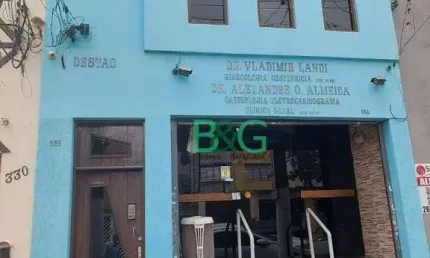 DESTAC
DR. VLADIMIR LANDI
GINECOLOGIA OBSTETRICIA
DR. ALEXANDRE O. ALMEIDA
CARDIOLOGIA ELETROCARDIOGRAMA
CLINICA GERAL
B&G
330